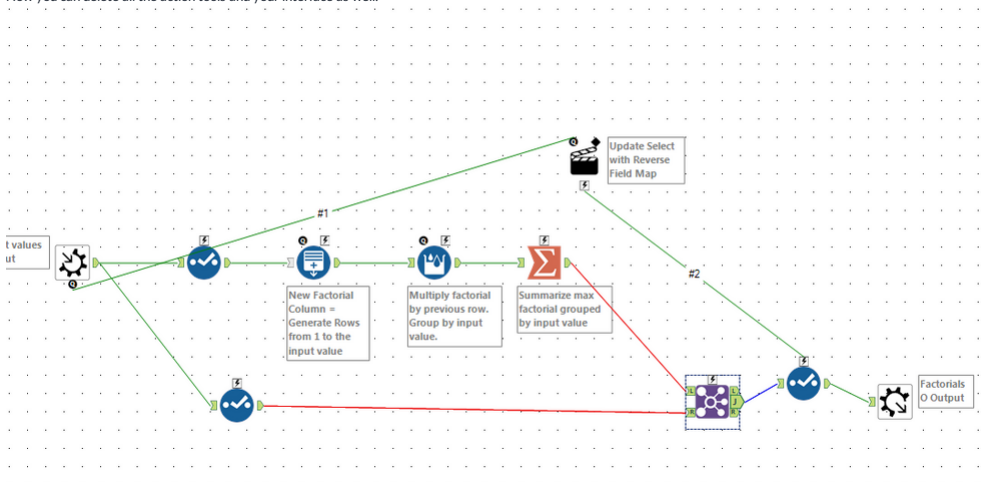 Update Select
with Reverse
Field Map
#1
t values
ut
#2
New Factorial
Column =
Generate Rows
from 1 to the
input value
Multiply factorial
by previous row.
Group by input
value.
Summarize max
factorial grouped
by input value
Factorials
O Output